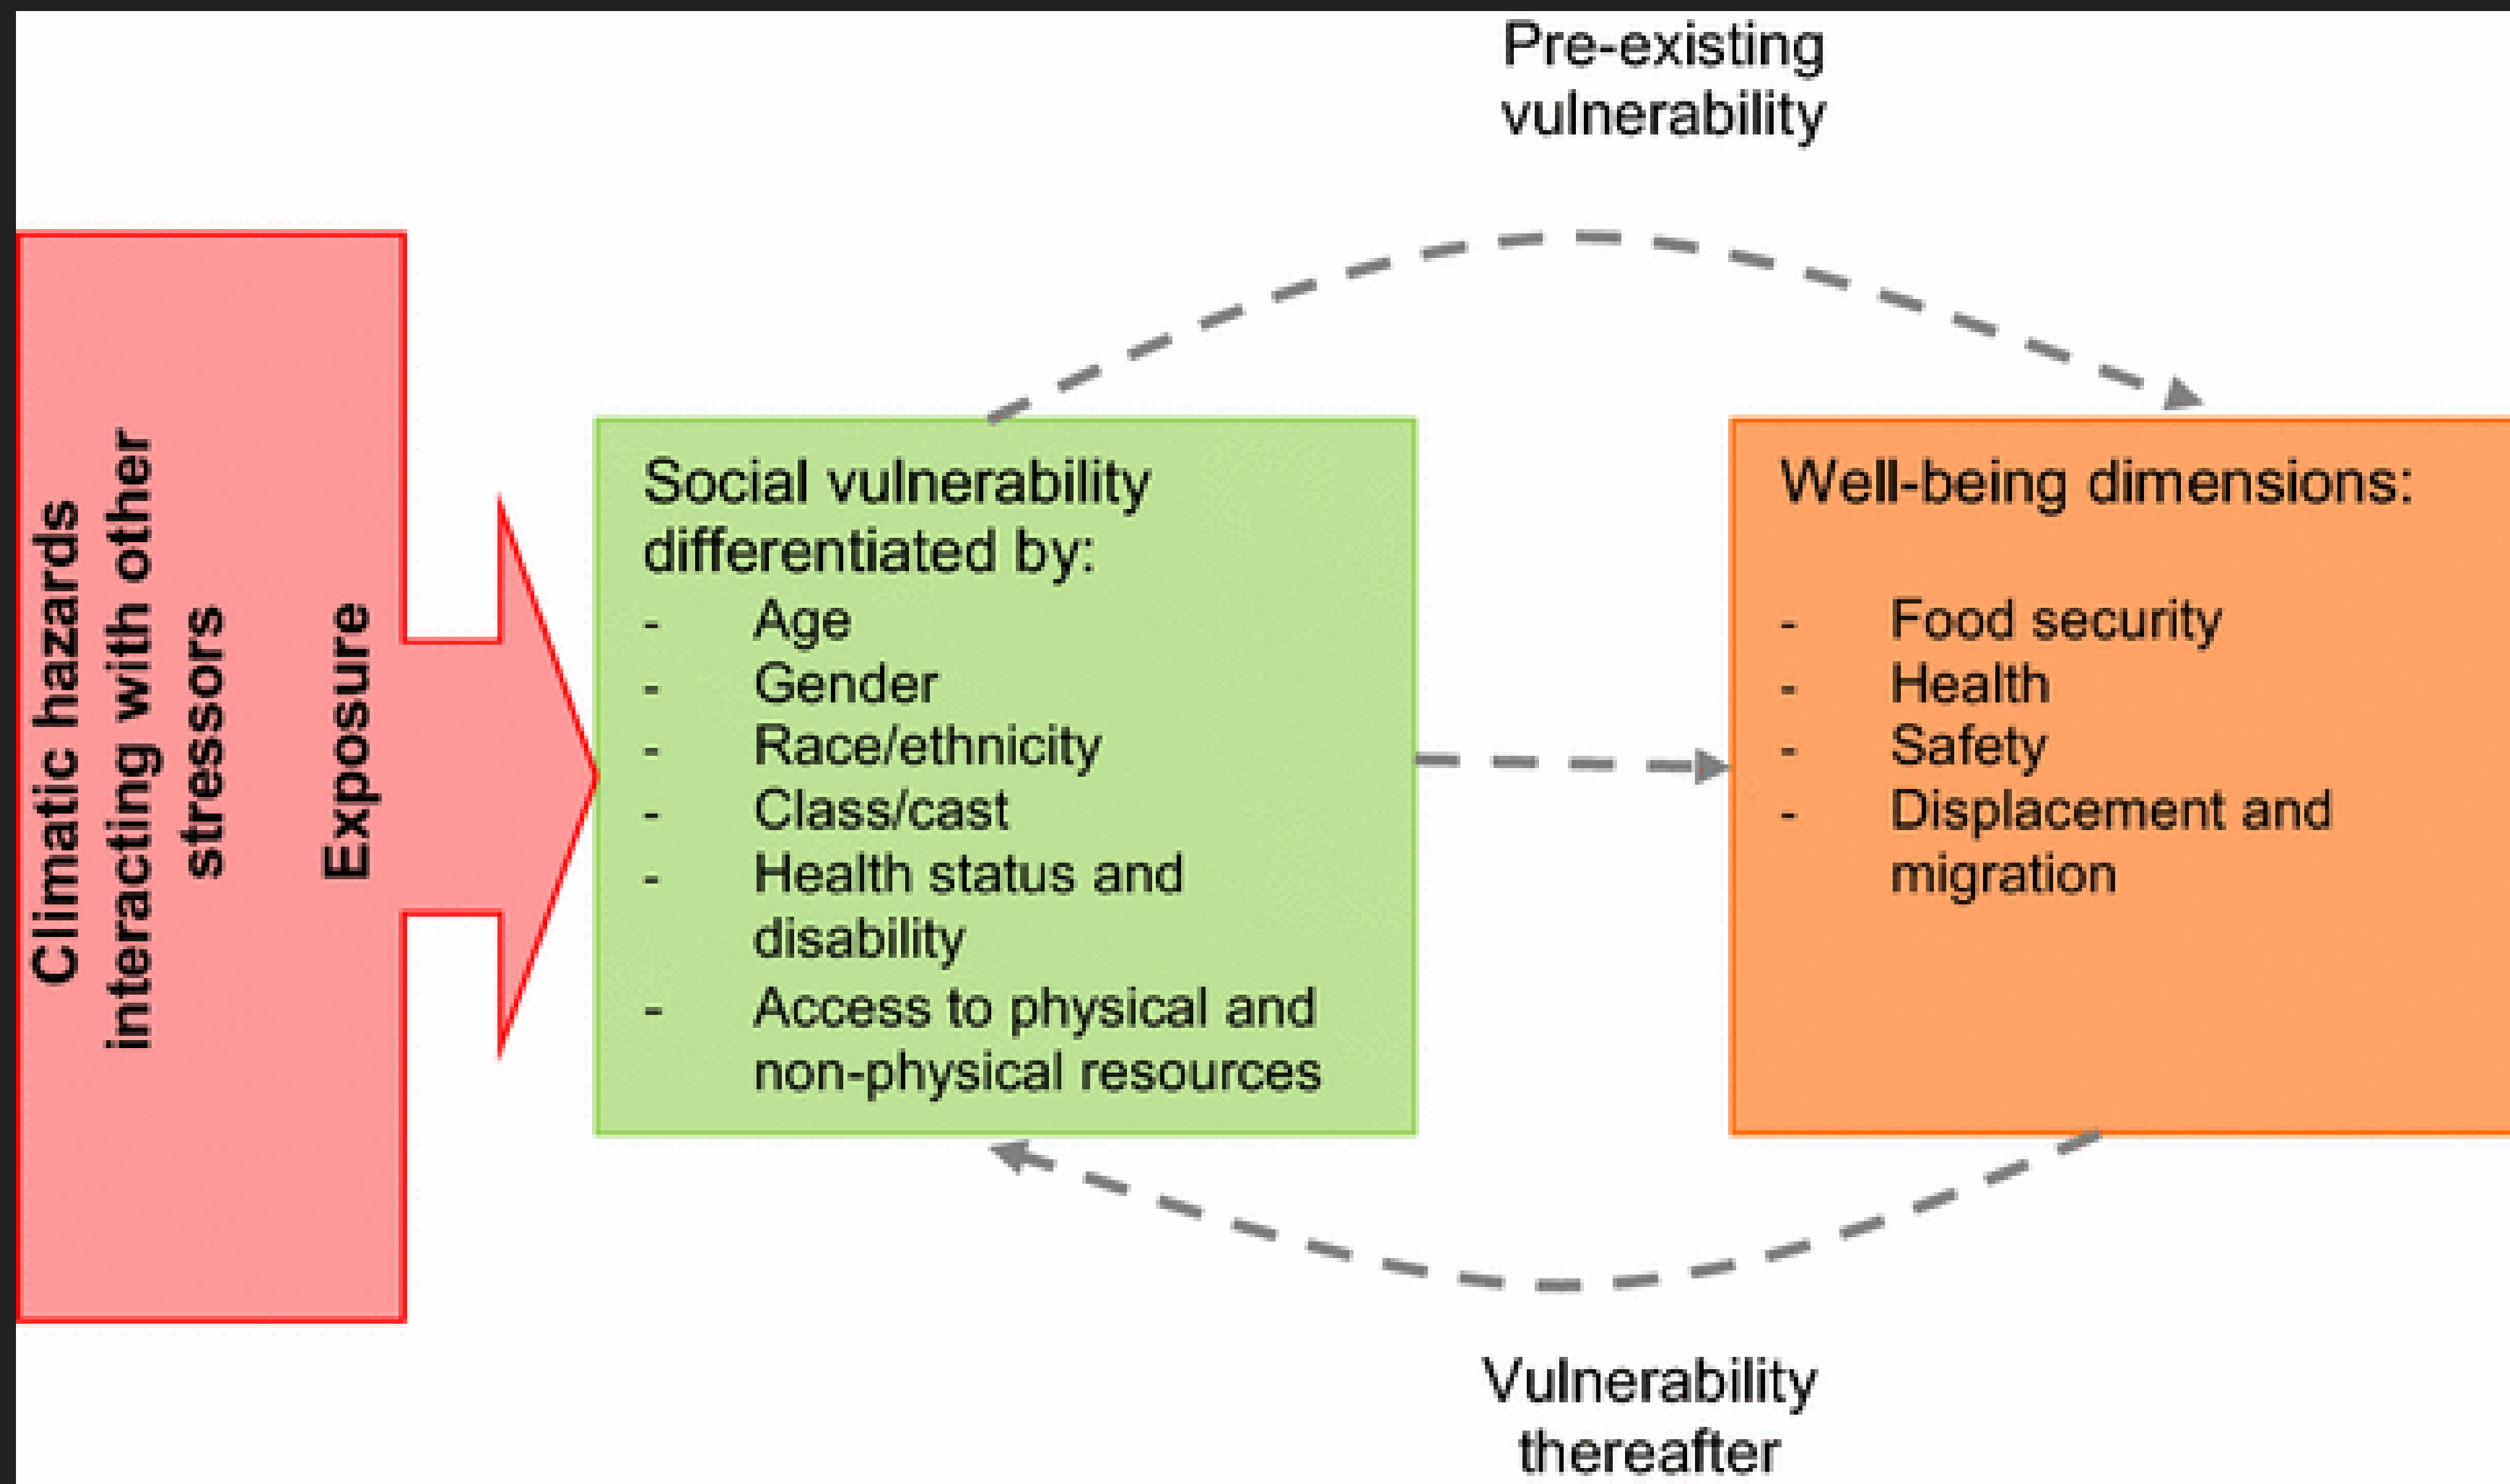 Pre-existing
vulnerability
Climatic hazards
interacting with other
stressors
Exposure
Social vulnerability
differentiated by:
- Age
- Gender
- Race/ethnicity
- Class/cast
- Health status and
disability
- Access to physical and
non-physical resources
Well-being dimensions:
- Food security
- Health
- Safety
- Displacement and
migration
Vulnerability
thereafter